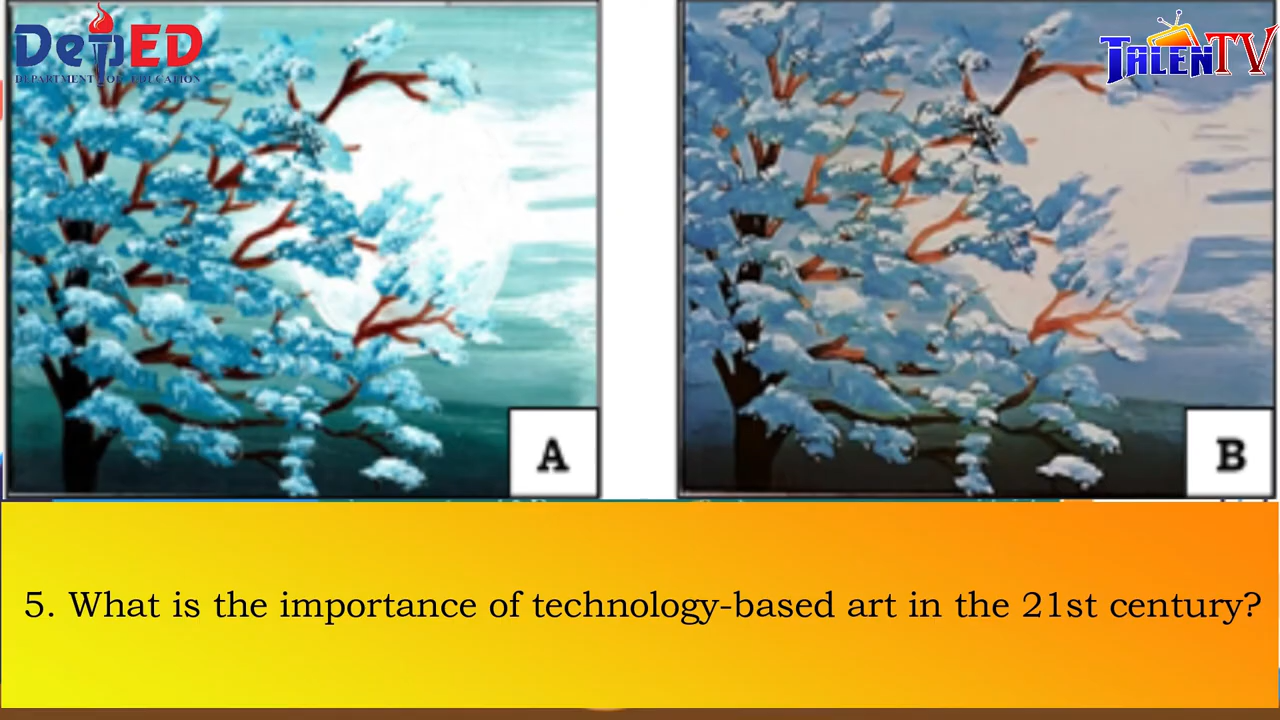 DepED
DEPARTMENT OF EDUCATION
TALENTV
A
B
5. What is the importance of technology-based art in the 21st century?